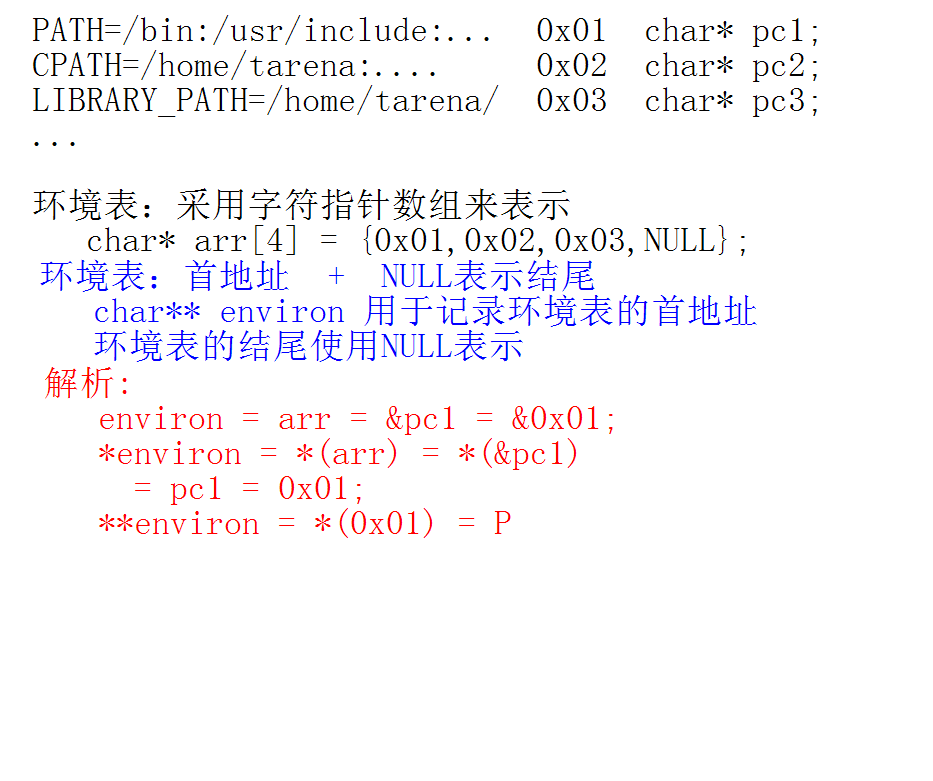 PATH=/bin:/usr/include:... 0x01 char* pc1;
CPATH=/home/tarena:.... 0x02 char* pc2;
LIBRARY_PATH=/home/tarena/ 0x03 char* pc3;
...
环境表：采用字符指针数组来表示
char* arr[4] = {0x01,0x02,0x03,NULL};
环境表：首地址 + NULL表示结尾
char** environ 用于记录环境表的首地址
环境表的结尾使用NULL表示
解析:
environ = arr = &pc1 = &0x01;
*environ = *(arr) = *(&pc1)
= pc1 = 0x01;
**environ = *(0x01) = P